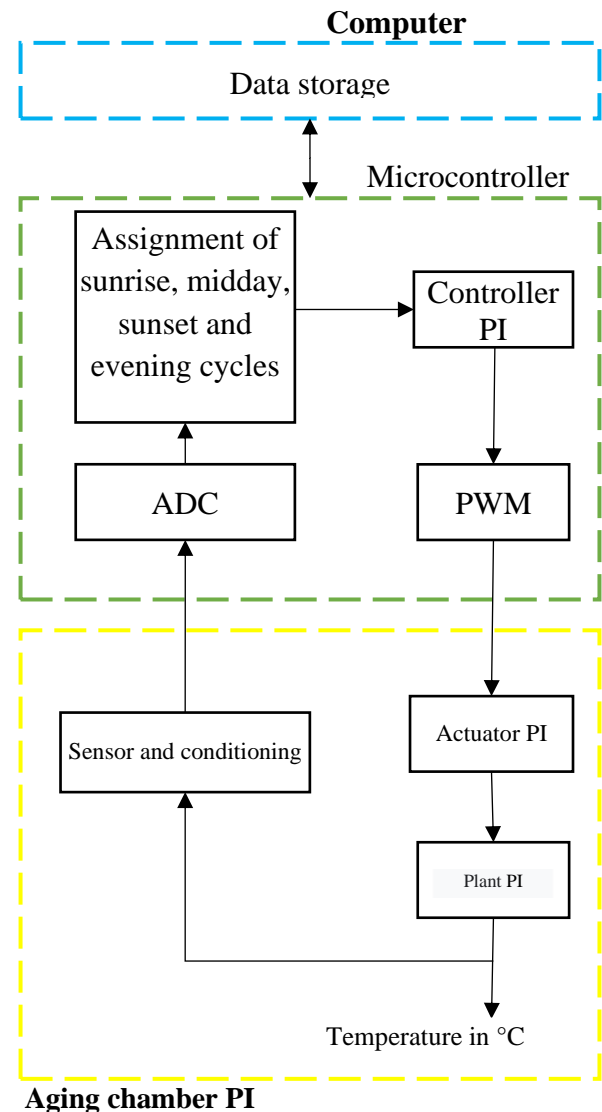 Computer
Data storage
Microcontroller
Assignment of
sunrise, midday,
sunset and
evening cycles
Controller
PI
ADC
PWM
Sensor and conditioning
Actuator PI
Plant PI
Temperature in °C
Aging chamber PI